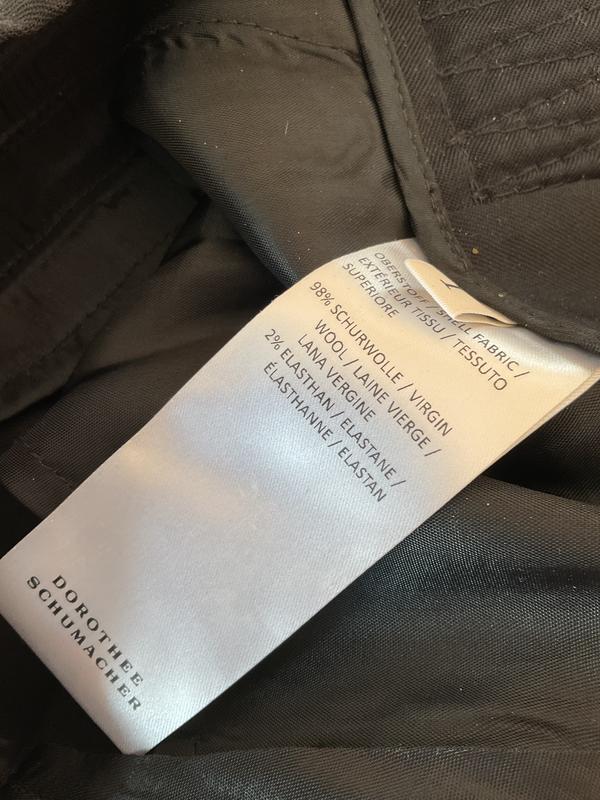 OBERSTOFF / SHELL FABRIC /
EXTÉRIEUR TISSU / TESSUTO
SUPERIORE
98% SCHURWOLLE / VIRGIN
WOOL / LAINE VIERGE /
LANA VERGINE
2% ELASTHAN / ELASTANE /
ÉLASTHANNE / ELASTAN
DOROTHEE
SCHUMACHER